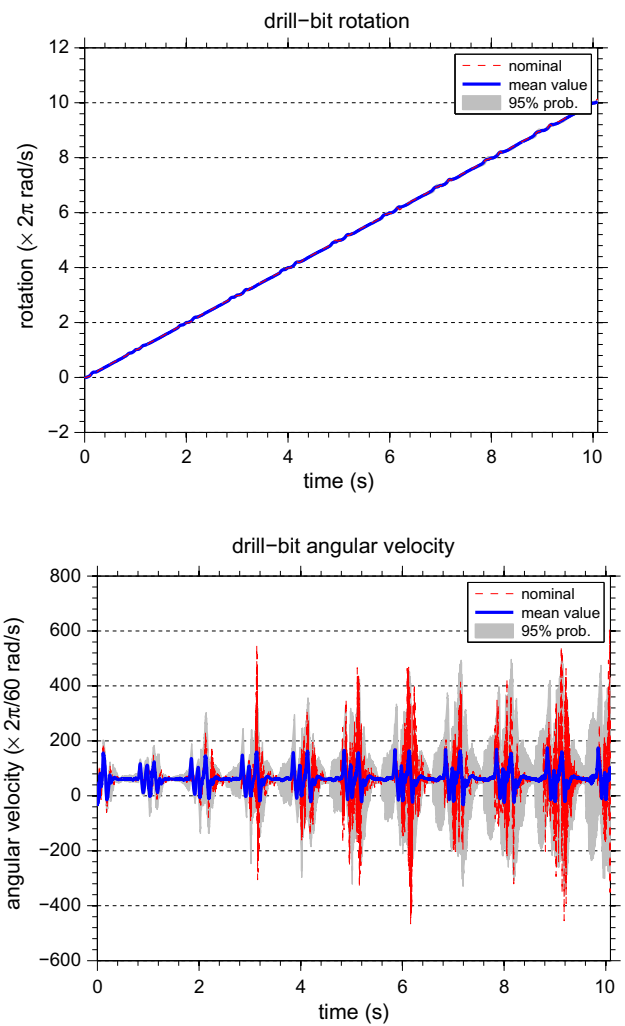 drill−bit rotation
12
10
8
6
4
2
0
−2
rotation (× 2π rad/s)
nominal
mean value
95% prob.
0 2 4 6 8 10
time (s)
drill−bit angular velocity
800
600
400
200
0
−200
−400
−600
angular velocity (× 2π/60 rad/s)
nominal
mean value
95% prob.
0 2 4 6 8 10
time (s)